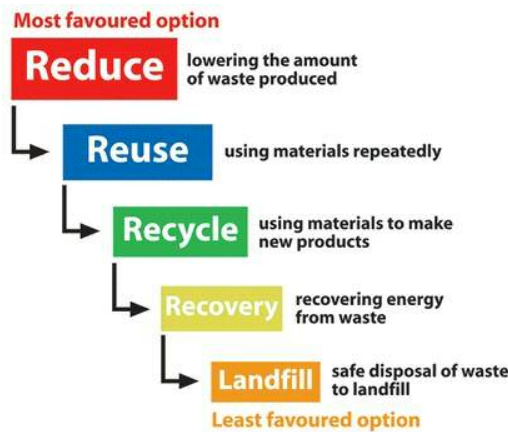 Most favoured option
Reduce
lowering the amount
of waste produced
Reuse
using materials repeatedly
Recycle
using materials to make
new products
Recovery
recovering energy
from waste
Landfill
safe disposal of waste
to landfill
Least favoured option